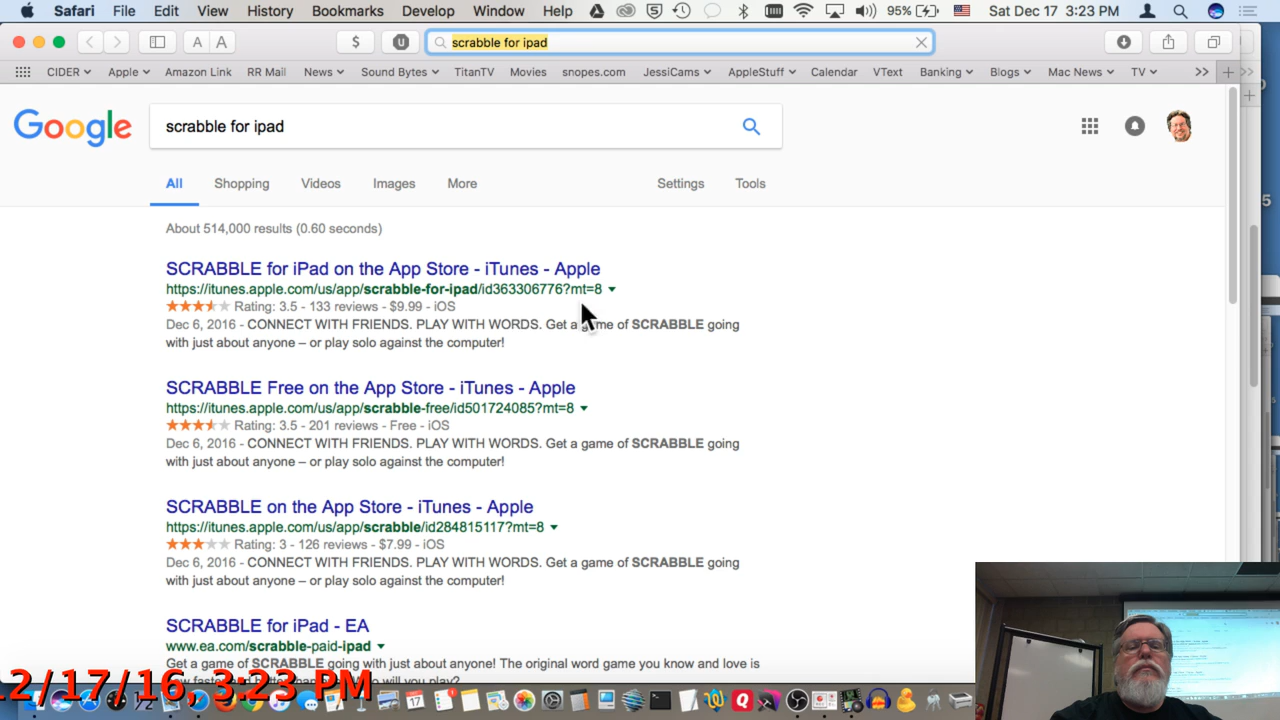 Safari File Edit View History Bookmarks Develop Window Help 95% Sat Dec 17 3:23 PM
A A $ U scrabble for ipad
CIDER Apple Amazon Link RR Mail News Sound Bytes TitanTV Movies snopes.com JessiCams AppleStuff Calendar VText Banking Blogs Mac News TV >> + >>
Google scrabble for ipad
All Shopping Videos Images More Settings Tools
5
About 514,000 results (0.60 seconds)
SCRABBLE for iPad on the App Store - iTunes - Apple
https://itunes.apple.com/us/app/scrabble-for-ipad/id363306776?mt=8
Rating: 3.5 - 133 reviews - $9.99 - iOS
Dec 6, 2016 - CONNECT WITH FRIENDS. PLAY WITH WORDS. Get a game of SCRABBLE going
with just about anyone – or play solo against the computer!
SCRABBLE Free on the App Store - iTunes - Apple
https://itunes.apple.com/us/app/scrabble-free/id501724085?mt=8
Rating: 3.5 - 201 reviews - Free - iOS
Dec 6, 2016 - CONNECT WITH FRIENDS. PLAY WITH WORDS. Get a game of SCRABBLE going
with just about anyone – or play solo against the computer!
SCRABBLE on the App Store - iTunes - Apple
https://itunes.apple.com/us/app/scrabble/id284815117?mt=8
Rating: 3 - 126 reviews - $7.99 - iOS
Dec 6, 2016 - CONNECT WITH FRIENDS. PLAY WITH WORDS. Get a game of SCRABBLE going
with just about anyone – or play solo against the computer!
SCRABBLE for iPad - EA
www.ea.com/scrabble-paid-ipad
Get a game of SCRABBLE going with just about anyone! The original word game you know and love is
2/17/16, 3:23 PM
17